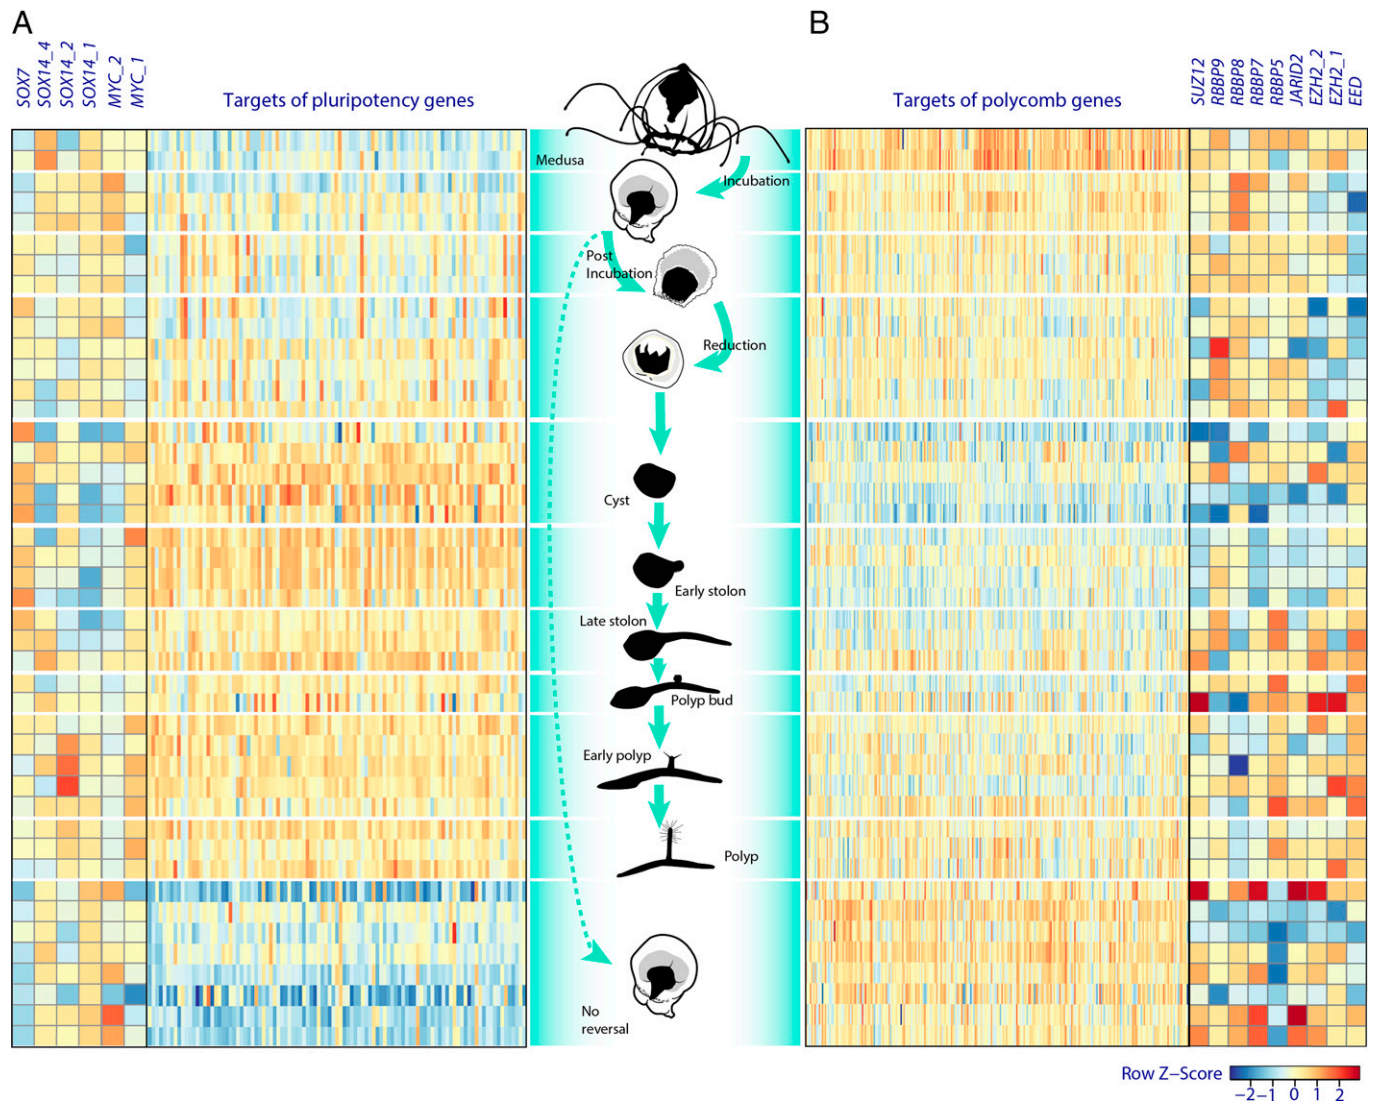 A
B
SOX7
SOX14_4
SOX14_2
SOX14_1
MYC_2
MYC_1
Targets of pluripotency genes
Targets of polycomb genes
SUZ12
RBBP9
RBBP8
RBBP7
RBBP5
JARID2
EZH2_2
EZH2_1
EED
Medusa
Incubation
Post
Incubation
Reduction
Cyst
Early stolon
Late stolon
Polyp bud
Early polyp
Polyp
No
reversal
Row Z−Score
−2 −1 0 1 2